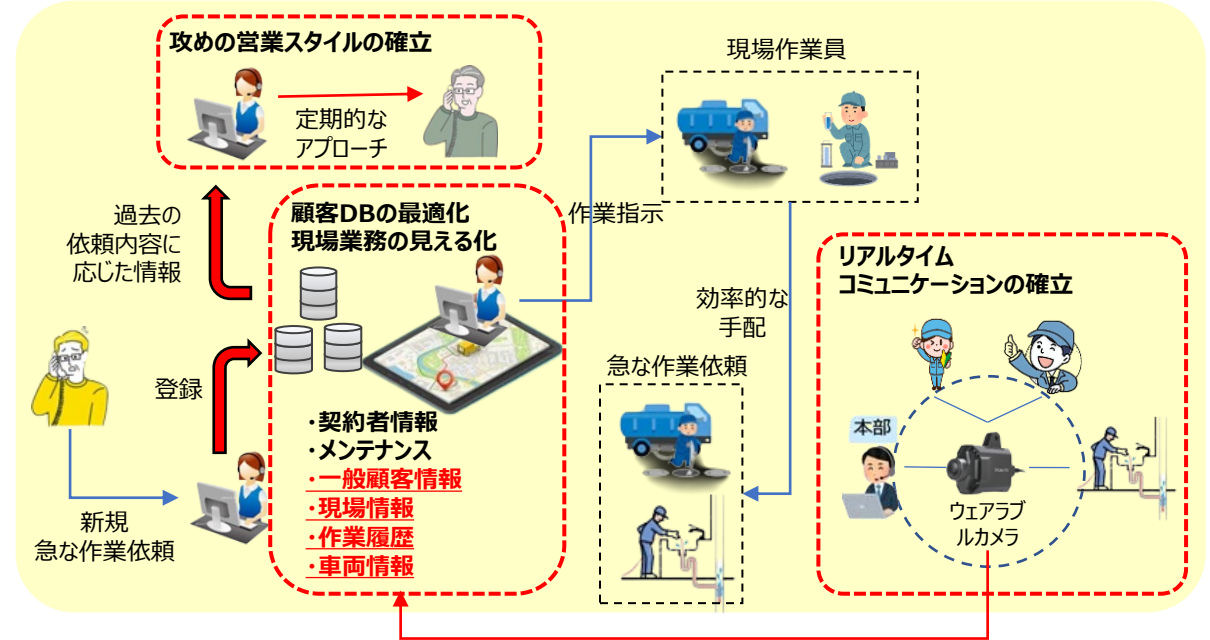 攻めの営業スタイルの確立
定期的な
アプローチ
現場作業員
過去の
依頼内容に
応じた情報
顧客DBの最適化
現場業務の見える化
作業指示
リアルタイム
コミュニケーションの確立
効率的な
手配
急な作業依頼
登録
・契約者情報
・メンテナンス
・一般顧客情報
・現場情報
・作業履歴
・車両情報
本部
ウェアラブ
ルカメラ
新規
急な作業依頼